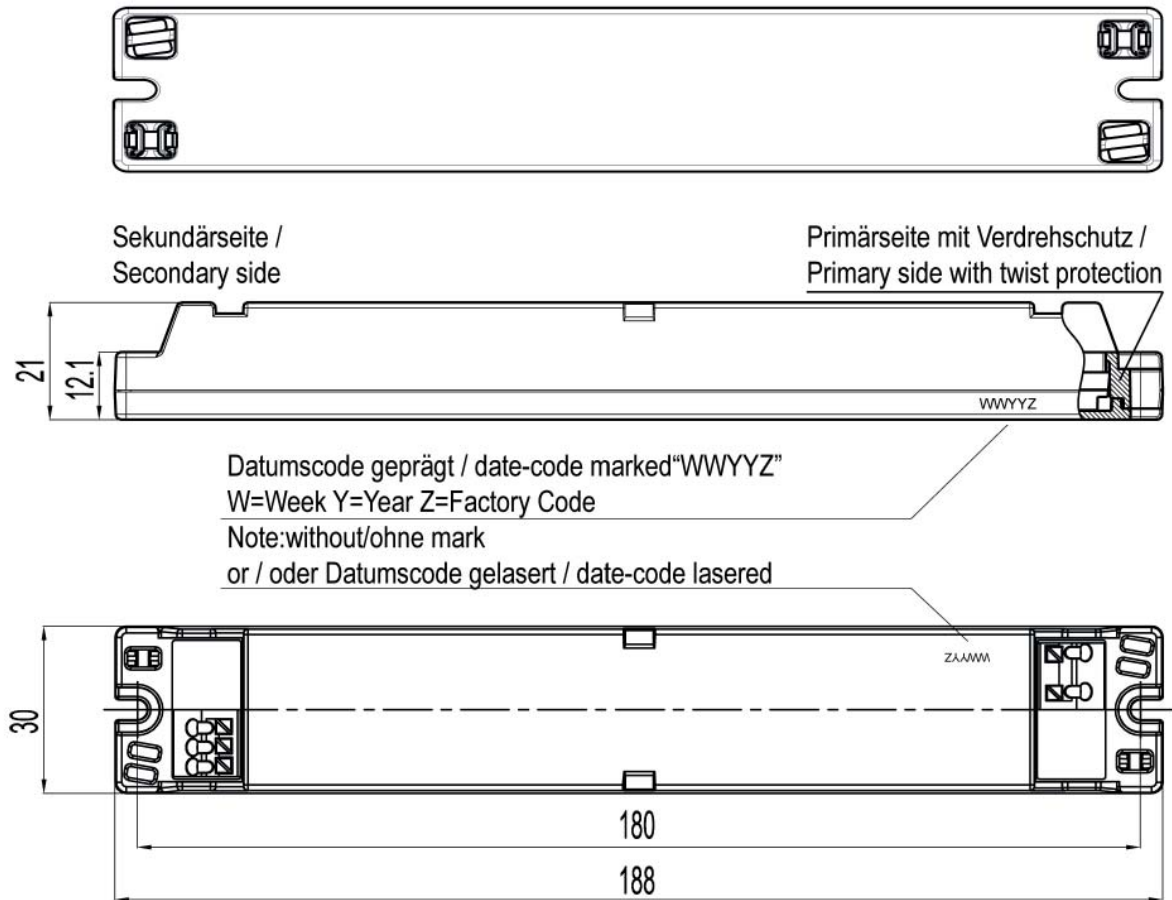 Sekundärseite /
Secondary side
Primärseite mit Verdrehschutz /
Primary side with twist protection
21
12.1
WWYYZ
Datumscode geprägt / date-code marked“WWYYZ”
W=Week Y=Year Z=Factory Code
Note:without/ohne mark
or / oder Datumscode gelasert / date-code lasered
WWYYZ
30
180
188